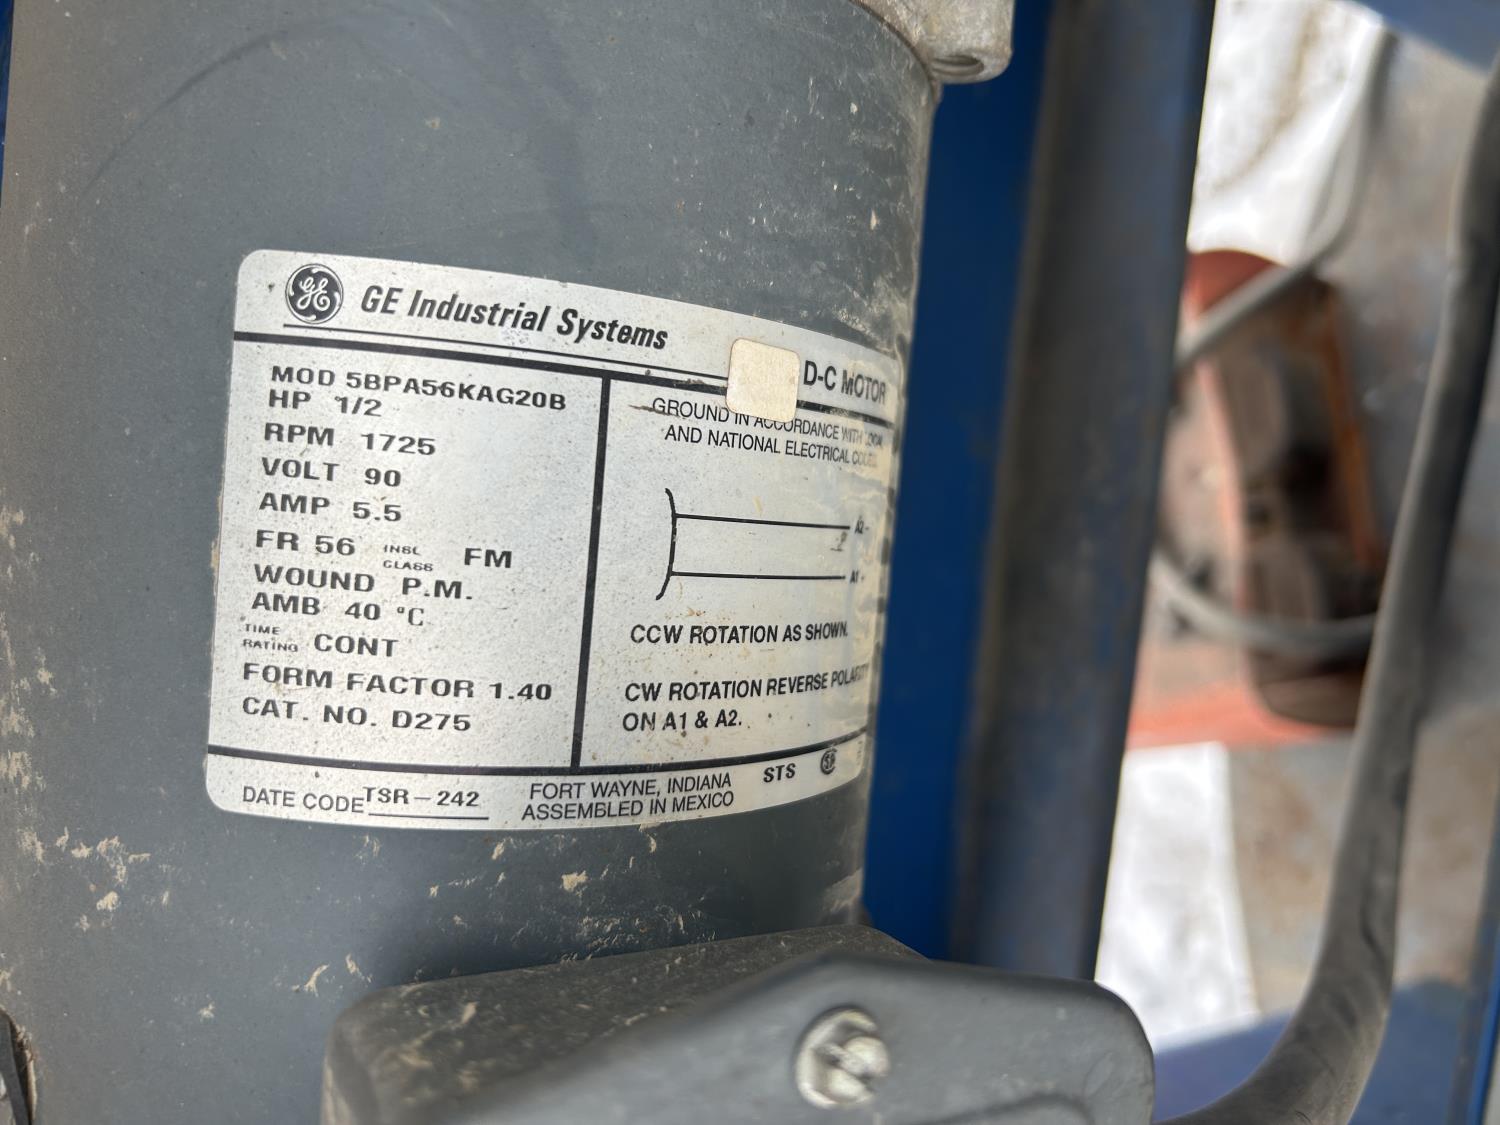 GE Industrial Systems
D-C MOTOR
MOD 5BPA56KAG20B
HP 1/2
RPM 1725
VOLT 90
AMP 5.5
FR 56 INSL CLASS FM
WOUND P.M.
AMB 40 °C
TIME RATING CONT
FORM FACTOR 1.40
CAT. NO. D275
GROUND IN ACCORDANCE WITH LOCAL
AND NATIONAL ELECTRICAL CODES.
A2 -
A1 +
CCW ROTATION AS SHOWN.
CW ROTATION REVERSE POLARITY
ON A1 & A2.
DATE CODE TSR-242
FORT WAYNE, INDIANA
ASSEMBLED IN MEXICO
STS